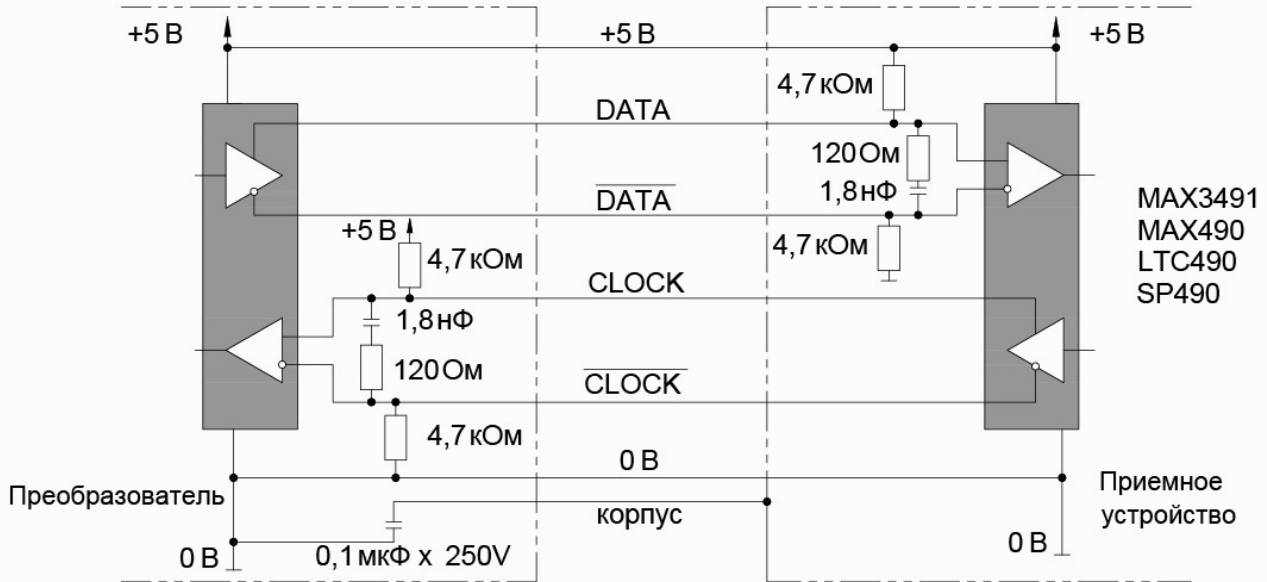 +5 В
+5 В
+5 В
4,7 кОм
DATA
120 Ом
1,8 нФ
DATA
+5 В
4,7 кОм
4,7 кОм
MAX3491
MAX490
LTC490
SP490
CLOCK
1,8 нФ
120 Ом
CLOCK
4,7 кОм
0 В
Преобразователь
Приемное
устройство
корпус
0 В
0,1 мкФ x 250V
0 В